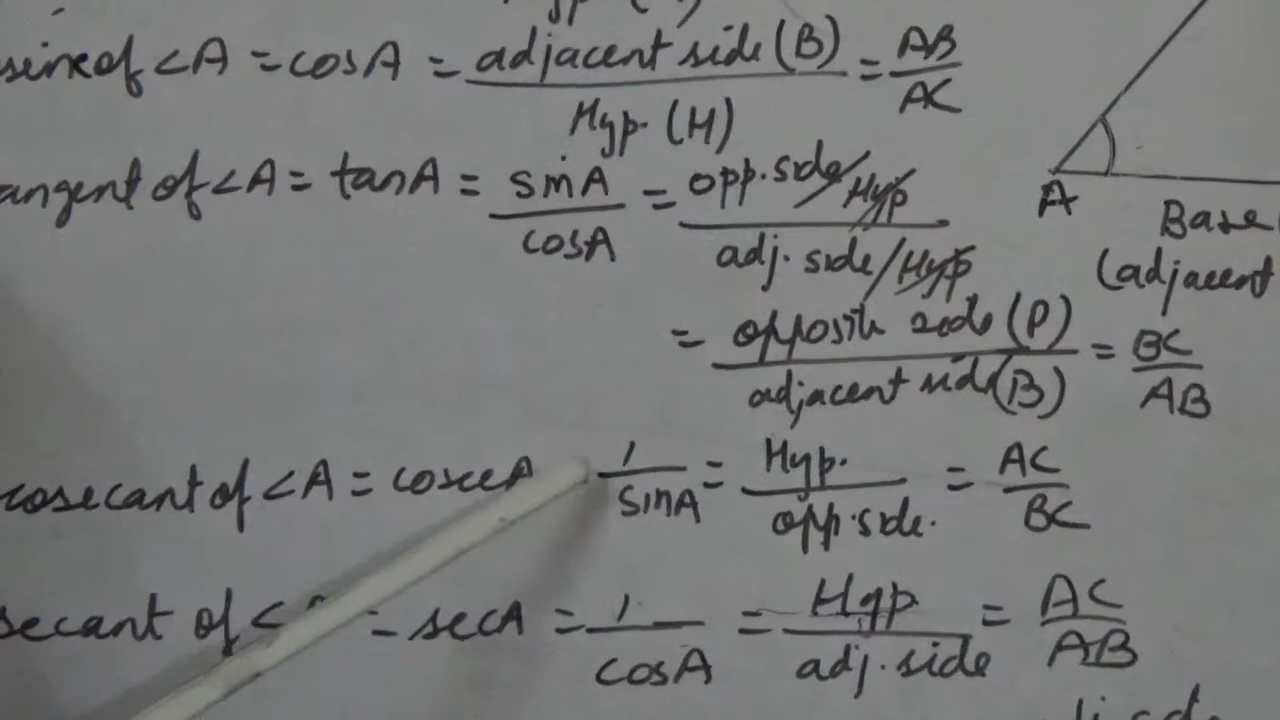 Hyp (H)
sine of ∠A = cosA = adjacent side (B) / Hyp. (H) = AB / AC
angent of ∠A = tanA = sinA / cosA = opp. side/Hyp / adj. side/Hyp
= opposite side (P) / adjacent side (B) = BC / AB
cosecant of ∠A = cosecA 1 / sinA = Hyp. / opp. side. = AC / BC
secant of ∠ = secA = 1 / cosA = Hyp / adj. side = AC / AB
A
Base
(adjacent